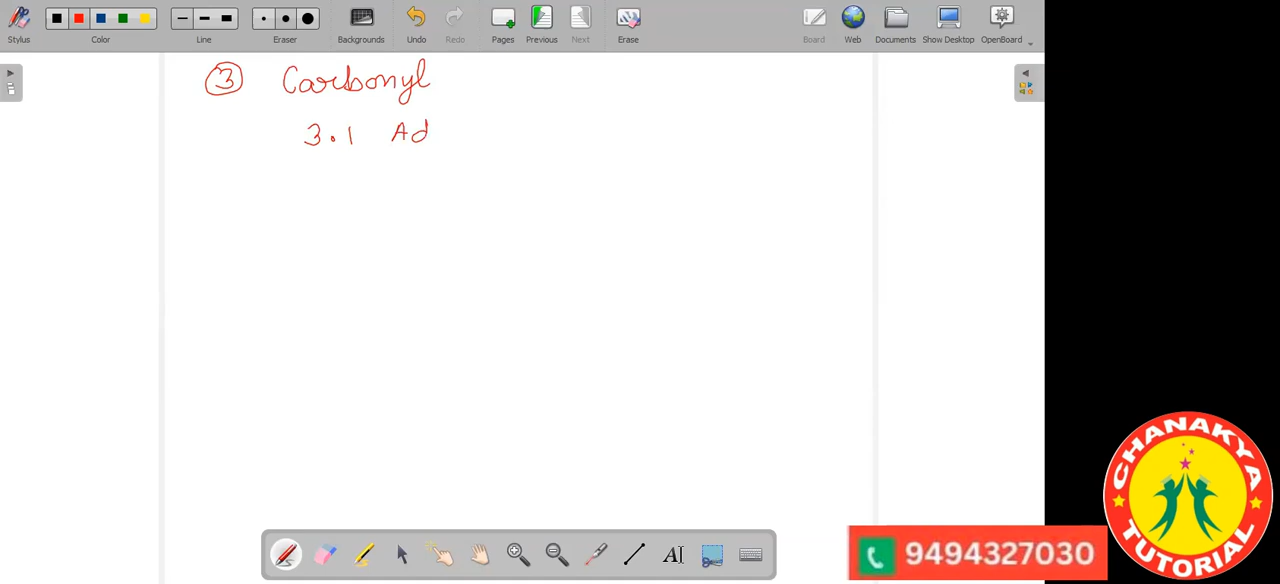 Stylus
Color
Line
Eraser
Backgrounds
Undo
Redo
Pages
Previous
Next
Erase
Board
Web
Documents
Show Desktop
OpenBoard
③ Carbonyl
3.1 Ad
CHANAKYA
TUTORIAL
9494327030